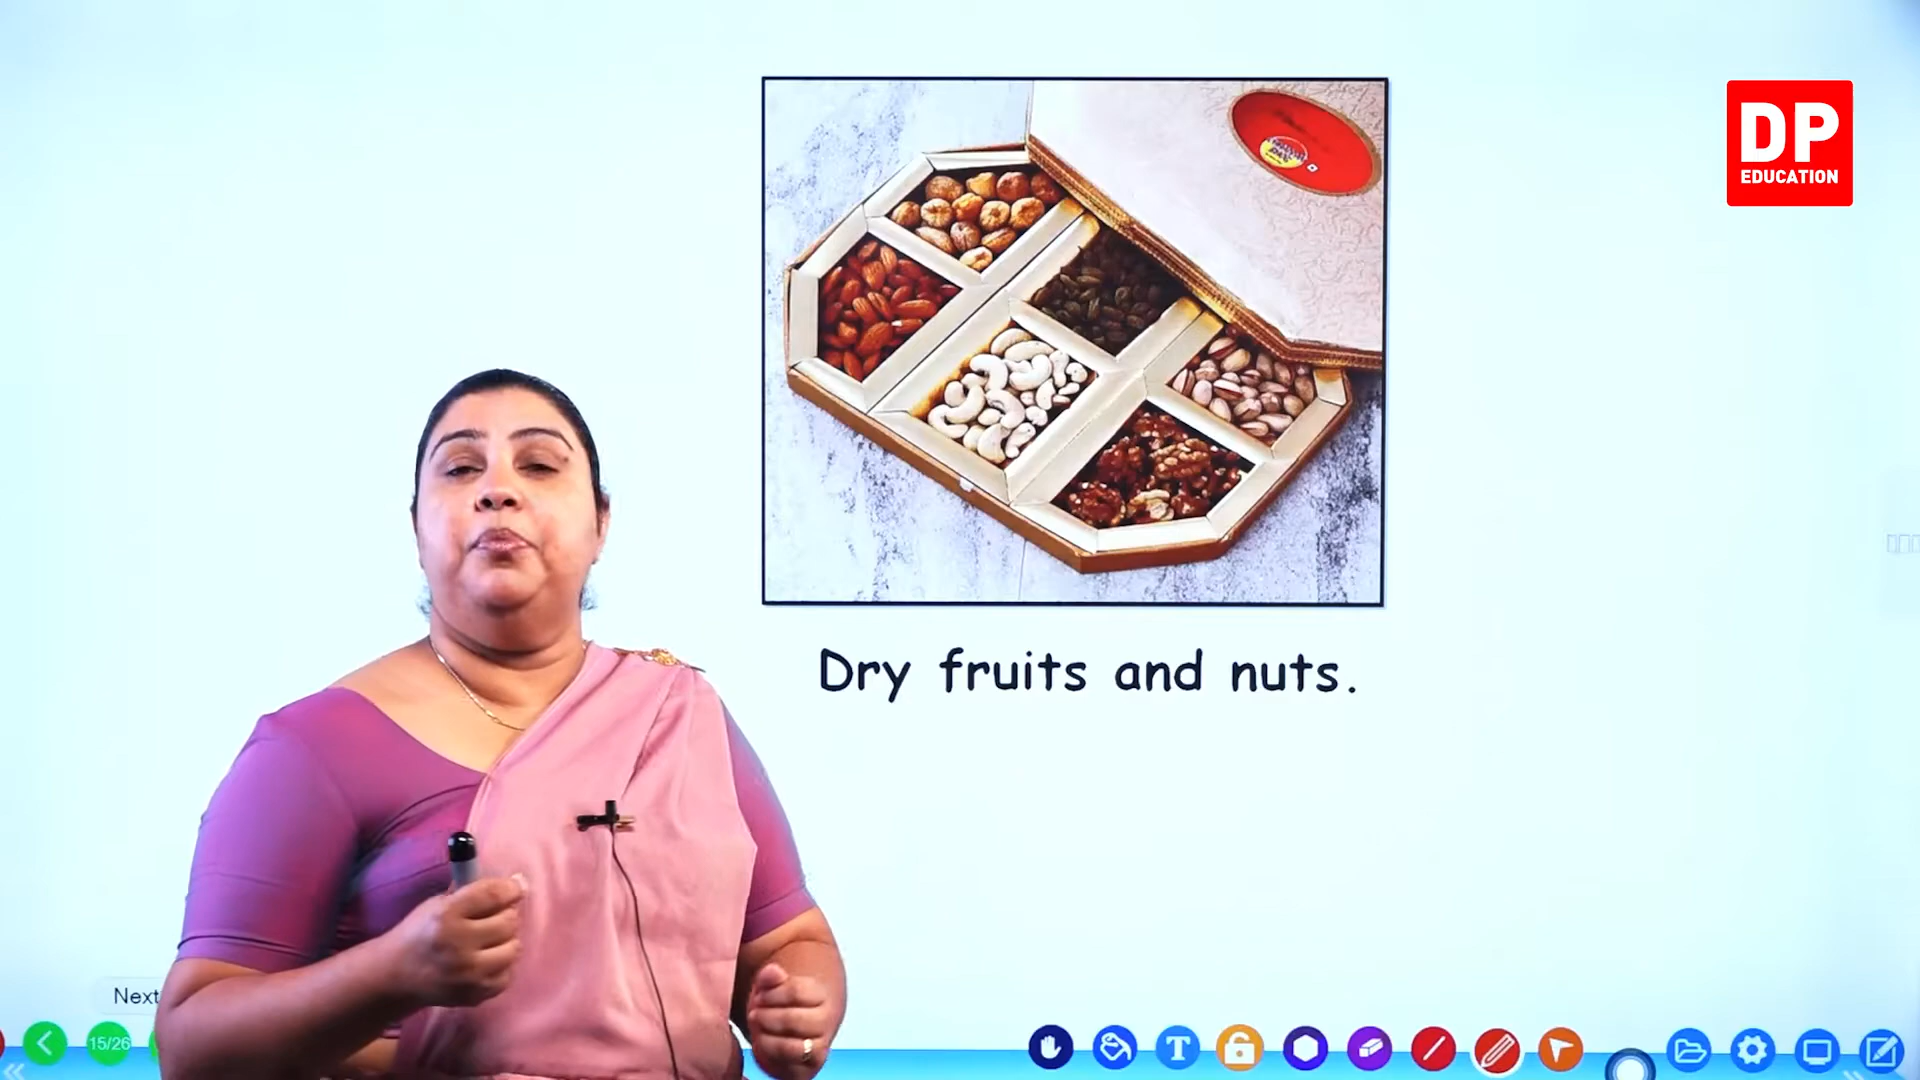 DP
EDUCATION
Dry fruits and nuts.
Next
15/26
T